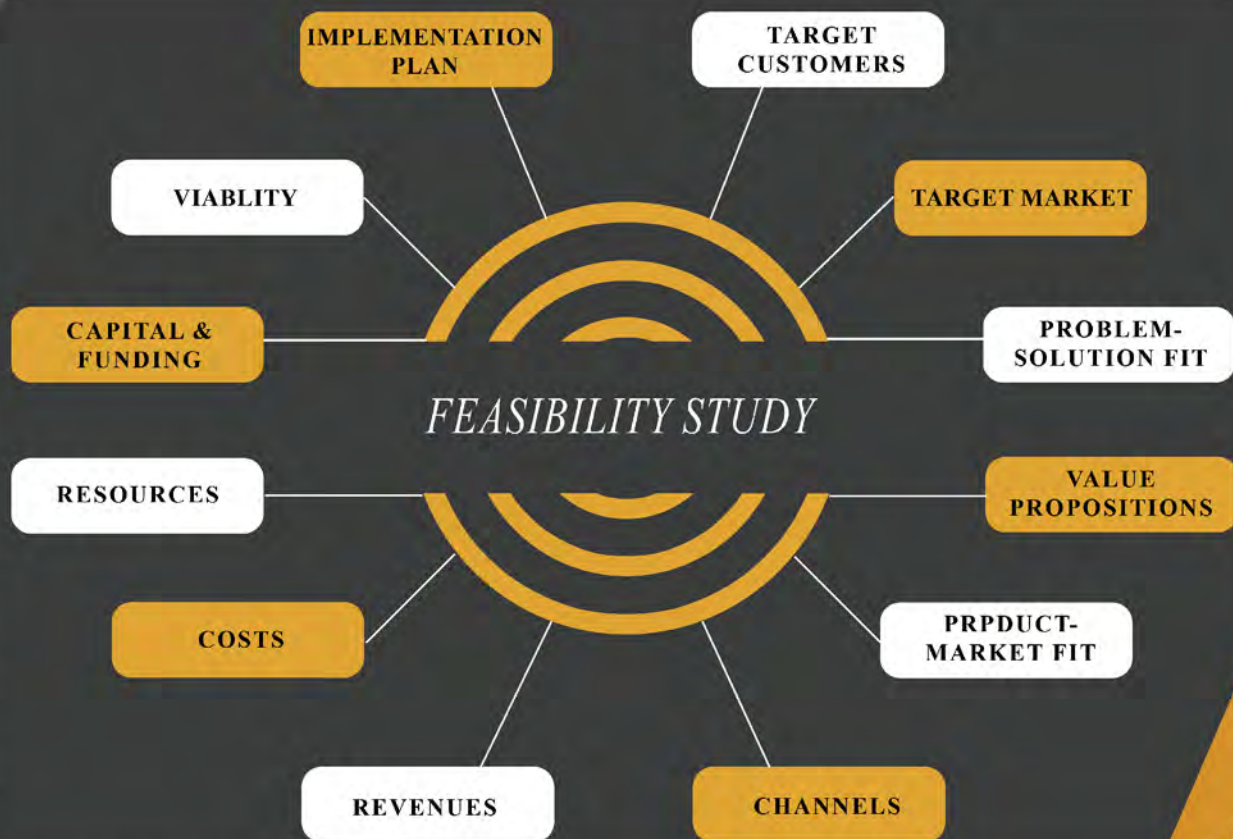 IMPLEMENTATION
PLAN
TARGET
CUSTOMERS
VIABLITY
TARGET MARKET
CAPITAL &
FUNDING
PROBLEM-
SOLUTION FIT
FEASIBILITY STUDY
RESOURCES
VALUE
PROPOSITIONS
COSTS
PRPDUCT-
MARKET FIT
REVENUES
CHANNELS